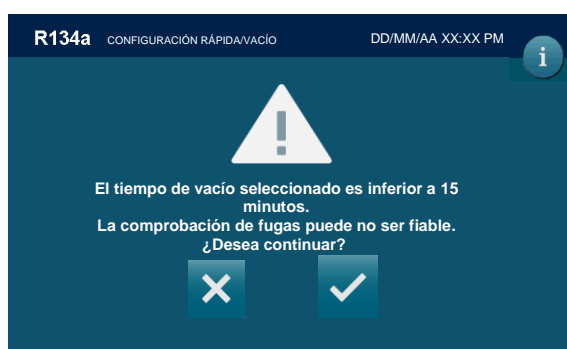 R134a CONFIGURACIÓN RÁPIDA/VACÍO DD/MM/AA XX:XX PM
i
!
El tiempo de vacío seleccionado es inferior a 15
minutos.
La comprobación de fugas puede no ser fiable.
¿Desea continuar?